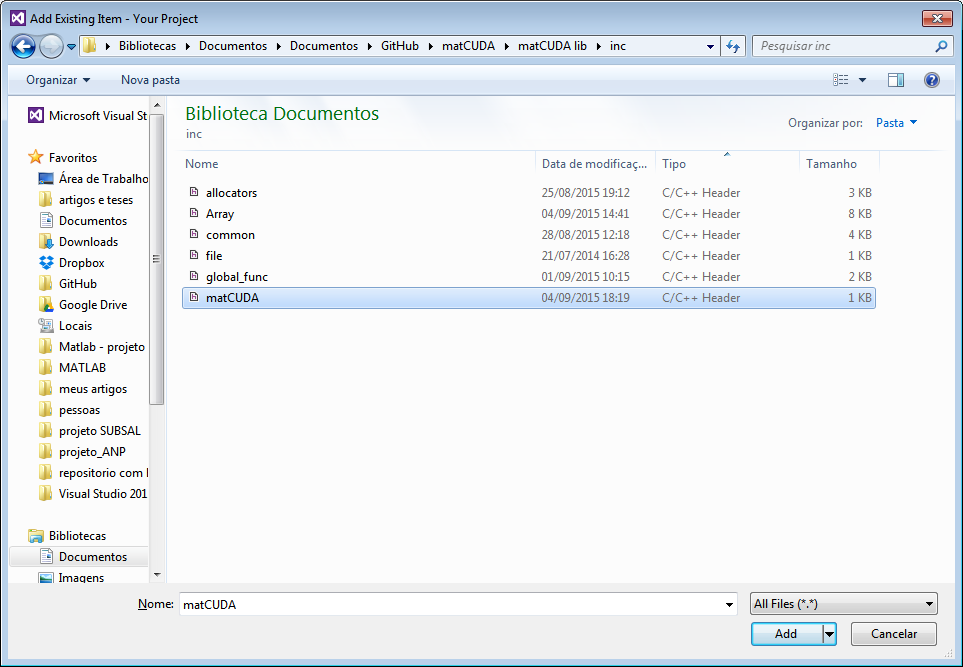 Add Existing Item - Your Project
Bibliotecas Documentos Documentos GitHub matCUDA matCUDA lib inc
Pesquisar inc
Organizar Nova pasta
Microsoft Visual St
Favoritos
Área de Trabalho
artigos e teses
Documentos
Downloads
Dropbox
GitHub
Google Drive
Locais
Matlab - projeto
MATLAB
meus artigos
pessoas
projeto SUBSAL
projeto_ANP
repositorio com
Visual Studio 201
Bibliotecas
Documentos
Imagens
Biblioteca Documentos
inc
Organizar por: Pasta
Nome Data de modificaç... Tipo Tamanho
allocators 25/08/2015 19:12 C/C++ Header 3 KB
Array 04/09/2015 14:41 C/C++ Header 8 KB
common 28/08/2015 12:18 C/C++ Header 4 KB
file 21/07/2014 16:28 C/C++ Header 1 KB
global_func 01/09/2015 10:15 C/C++ Header 2 KB
matCUDA 04/09/2015 18:19 C/C++ Header 1 KB
Nome: matCUDA All Files (*.*)
Add Cancelar